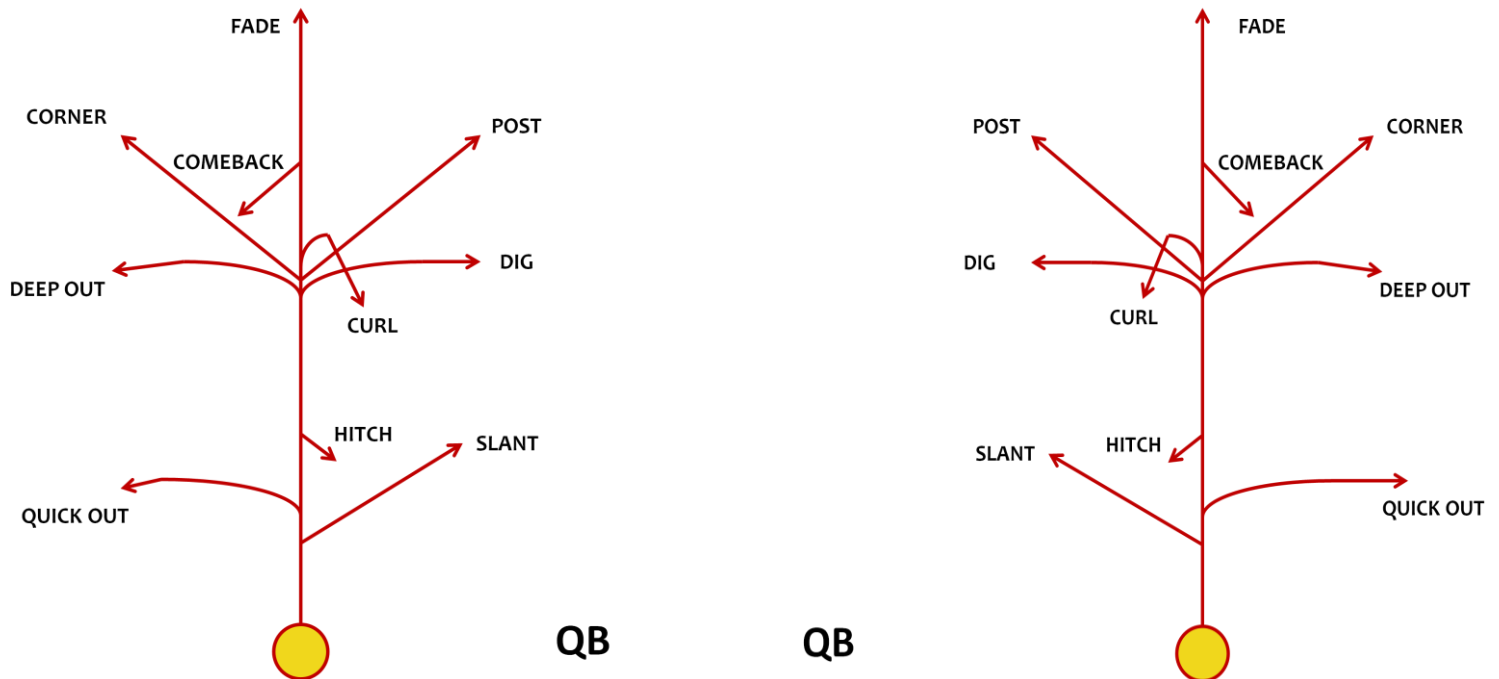 FADE
CORNER
POST
COMEBACK
DIG
DEEP OUT
CURL
HITCH
SLANT
QUICK OUT
QB
FADE
POST
CORNER
COMEBACK
DIG
DEEP OUT
CURL
HITCH
SLANT
QUICK OUT
QB